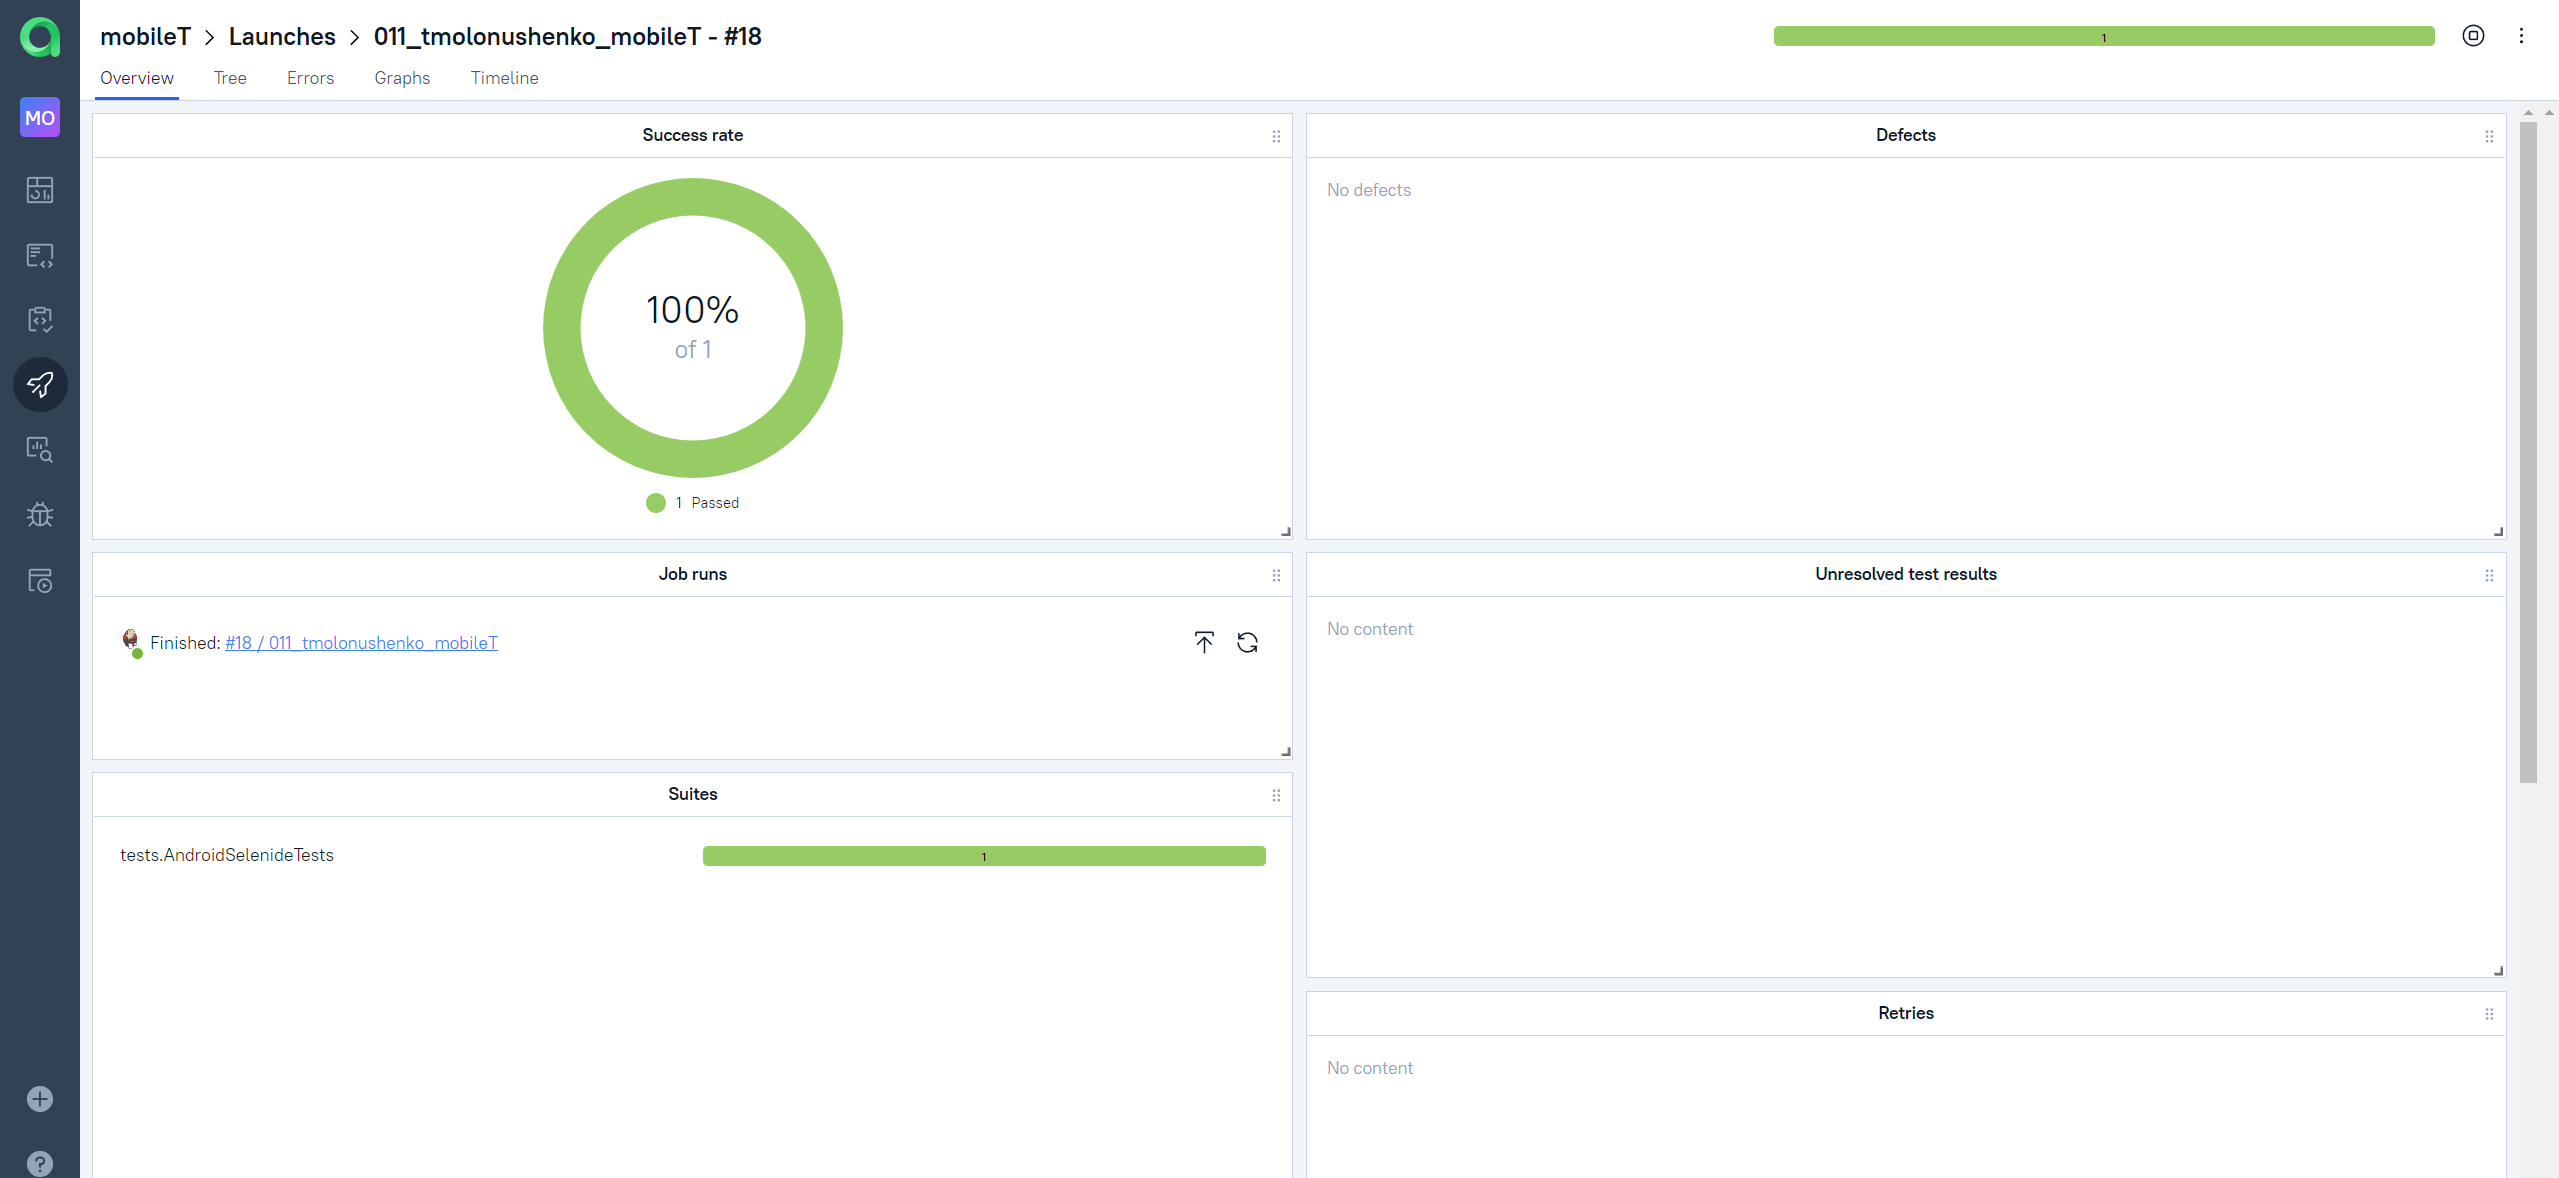 mobileT > Launches > 011_tmolonushenko_mobileT - #18
1
Overview Tree Errors Graphs Timeline
MO
Success rate
100%
of 1
1 Passed
Defects
No defects
Job runs
Finished: #18 / 011_tmolonushenko_mobileT
Unresolved test results
No content
Suites
tests.AndroidSelenideTests
1
Retries
No content